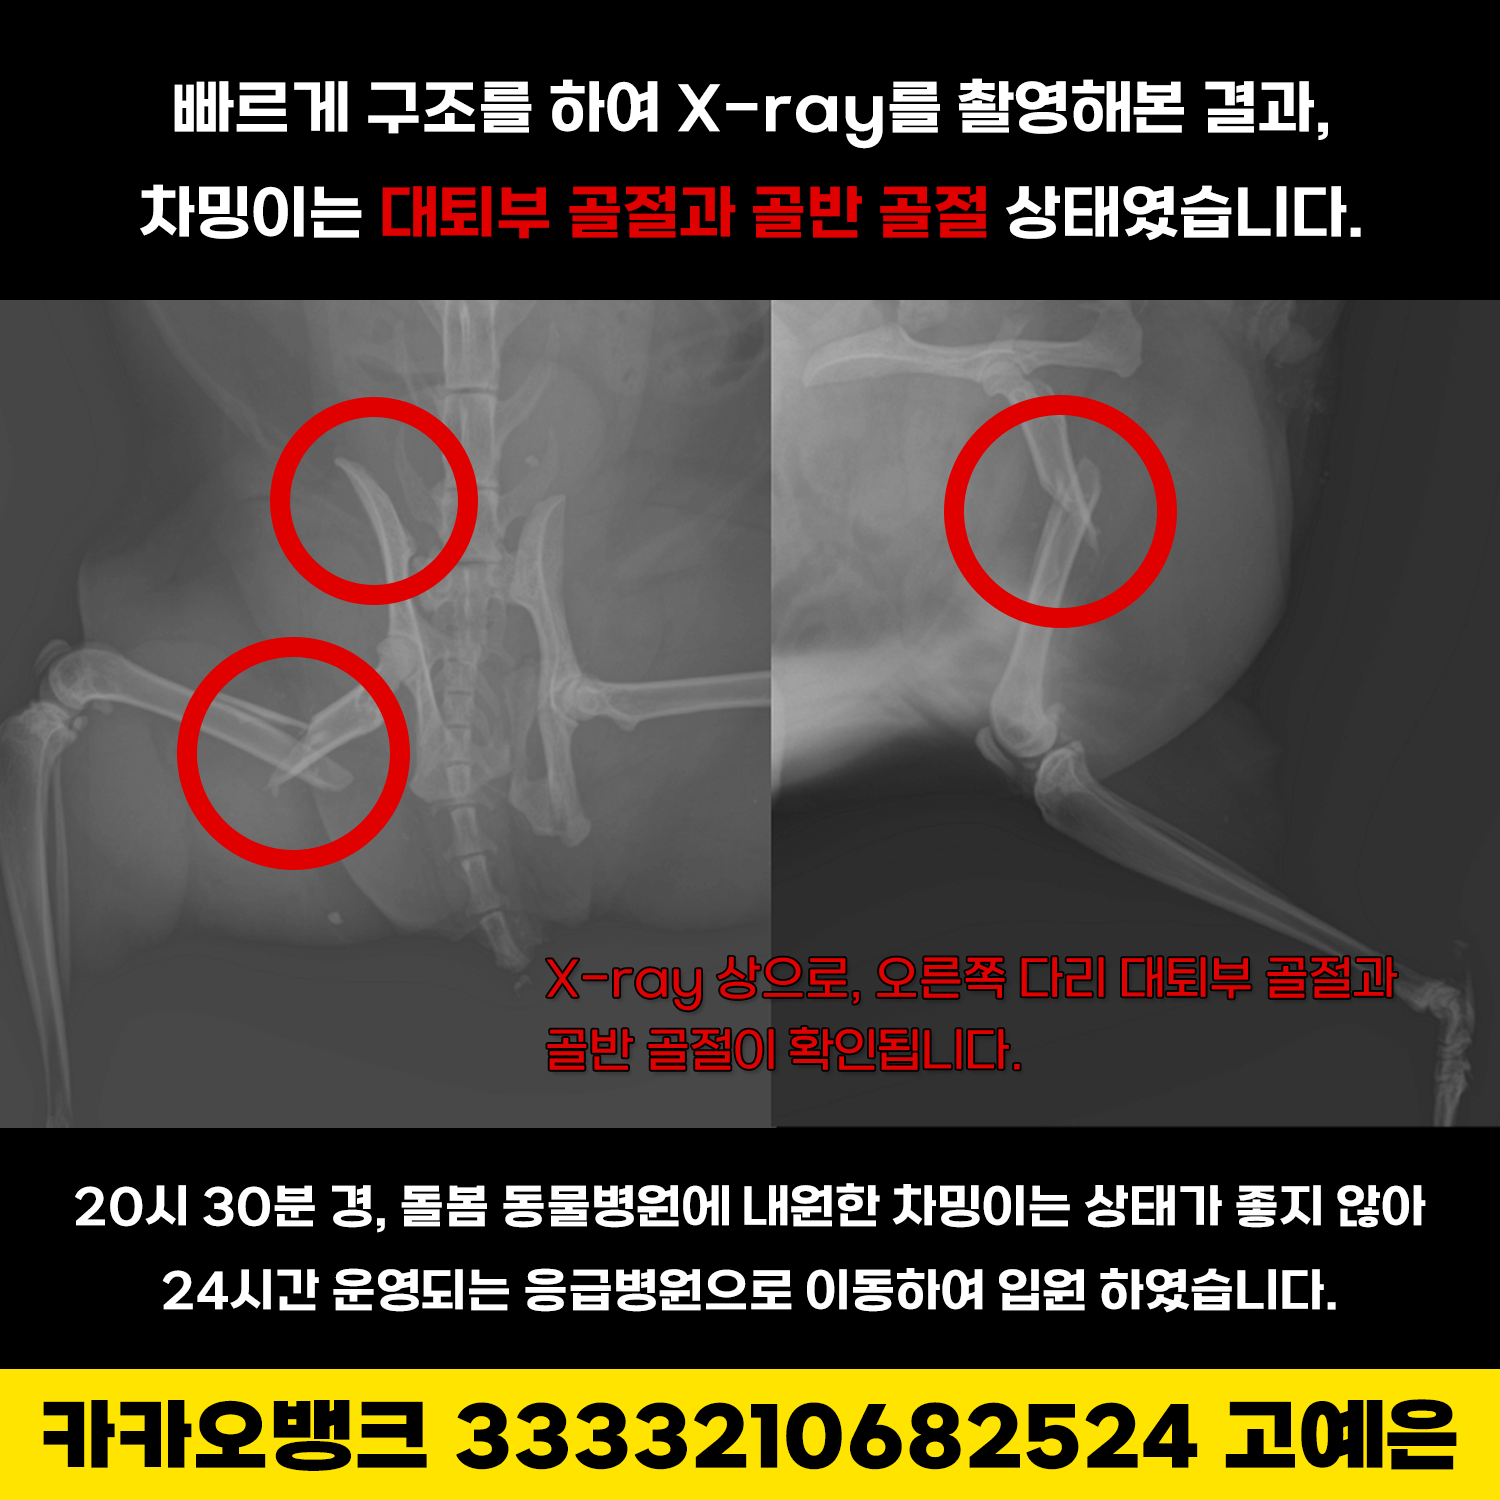 빠르게 구조를 하여 X-ray를 촬영해본 결과,
차밍이는 대퇴부 골절과 골반 골절 상태였습니다.
X-ray 상으로, 오른쪽 다리 대퇴부 골절과
골반 골절이 확인됩니다.
20시 30분 경, 돌봄 동물병원에 내원한 차밍이는 상태가 좋지 않아
24시간 운영되는 응급병원으로 이동하여 입원 하였습니다.
카카오뱅크 3333210682524 고예은